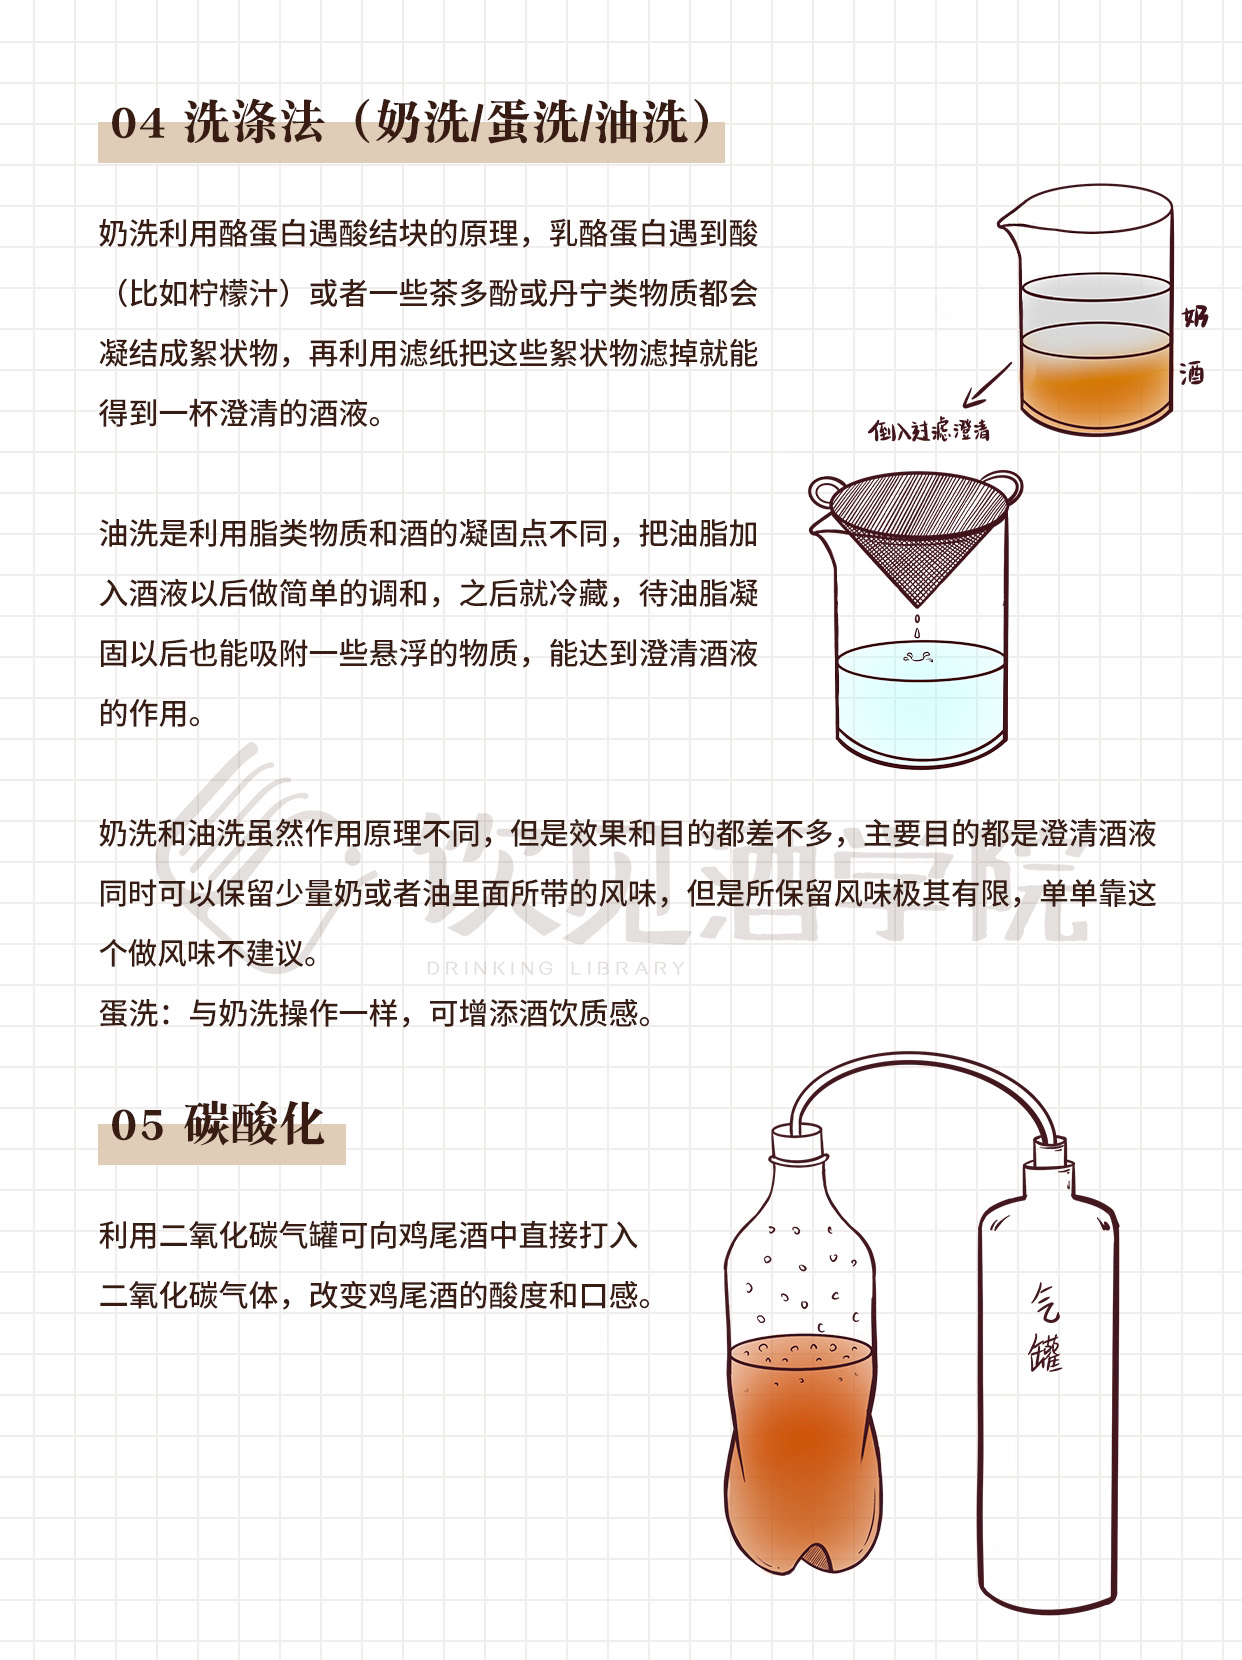 04 洗涤法（奶洗/蛋洗/油洗）
奶洗利用酪蛋白遇酸结块的原理，乳酪蛋白遇到酸
（比如柠檬汁）或者一些茶多酚或丹宁类物质都会
凝结成絮状物，再利用滤纸把这些絮状物滤掉就能
得到一杯澄清的酒液。
奶
酒
倒入过滤澄清
油洗是利用脂类物质和酒的凝固点不同，把油脂加
入酒液以后做简单的调和，之后就冷藏，待油脂凝
固以后也能吸附一些悬浮的物质，能达到澄清酒液
的作用。
奶洗和油洗虽然作用原理不同，但是效果和目的都差不多，主要目的都是澄清酒液
同时可以保留少量奶或者油里面所带的风味，但是所保留风味极其有限，单单靠这
个做风味不建议。
蛋洗：与奶洗操作一样，可增添酒饮质感。
饮见酒学院
DRINKING LIBRARY
05 碳酸化
利用二氧化碳气罐可向鸡尾酒中直接打入
二氧化碳气体，改变鸡尾酒的酸度和口感。
气
罐